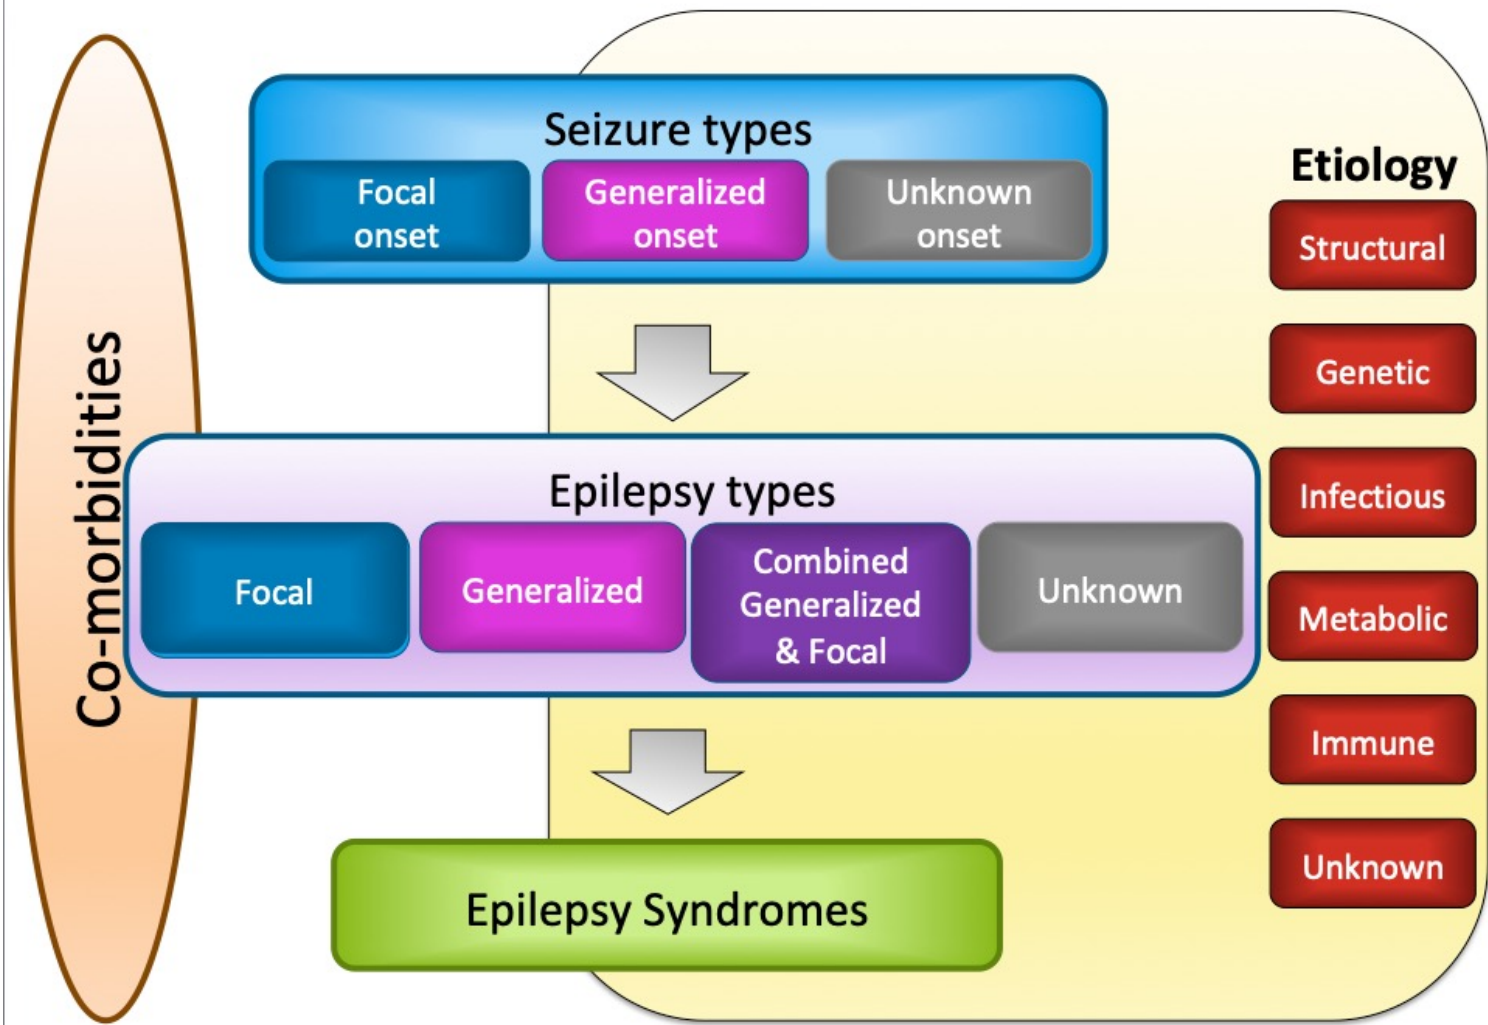 Co-morbidities
Seizure types
Focal
onset
Generalized
onset
Unknown
onset
Epilepsy types
Focal
Generalized
Combined
Generalized
& Focal
Unknown
Epilepsy Syndromes
Etiology
Structural
Genetic
Infectious
Metabolic
Immune
Unknown